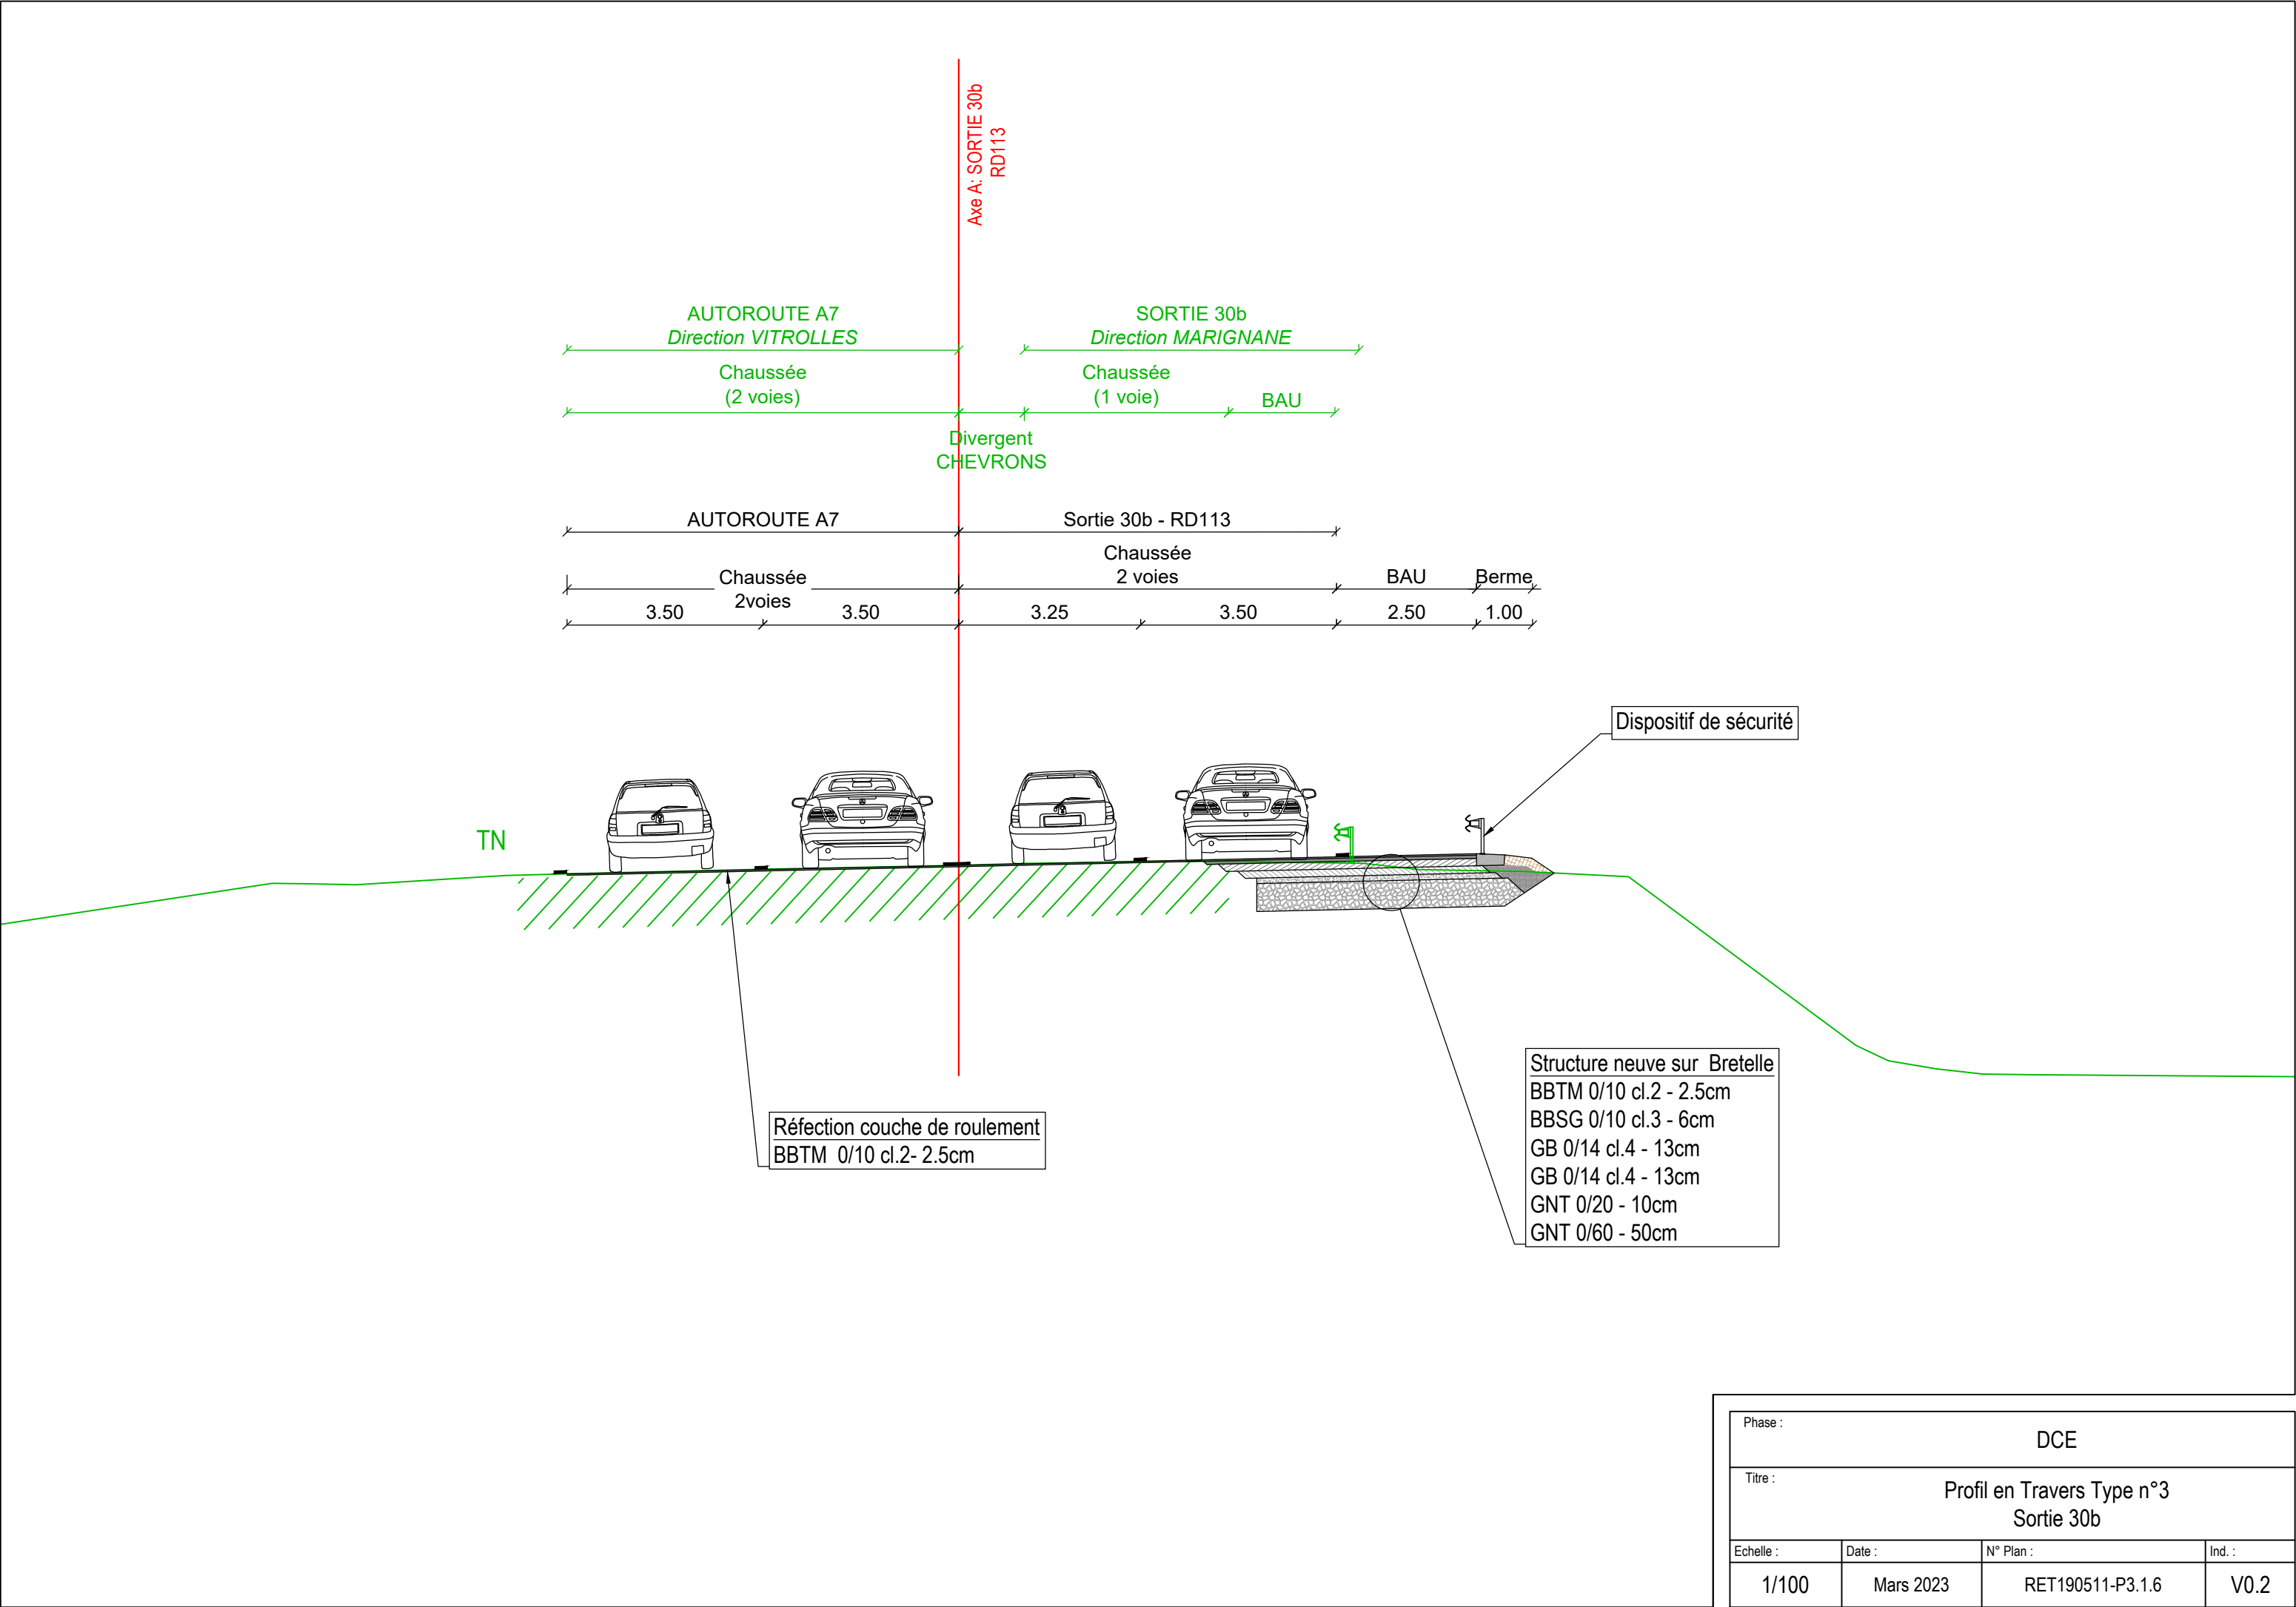 Axe A: SORTIE 30b
RD113
AUTOROUTE A7
Direction VITROLLES
SORTIE 30b
Direction MARIGNANE
Chaussée
(2 voies)
Chaussée
(1 voie)
BAU
Divergent
CHEVRONS
AUTOROUTE A7
Sortie 30b - RD113
Chaussée
2voies
Chaussée
2 voies
BAU
Berme
3.50
3.50
3.25
3.50
2.50
1.00
Dispositif de sécurité
TN
Réfection couche de roulement
BBTM 0/10 cl.2- 2.5cm
Structure neuve sur Bretelle
BBTM 0/10 cl.2 - 2.5cm
BBSG 0/10 cl.3 - 6cm
GB 0/14 cl.4 - 13cm
GB 0/14 cl.4 - 13cm
GNT 0/20 - 10cm
GNT 0/60 - 50cm
Phase :
DCE
Titre :
Profil en Travers Type n°3
Sortie 30b
Echelle :
1/100
Date :
Mars 2023
N° Plan :
RET190511-P3.1.6
Ind. :
V0.2